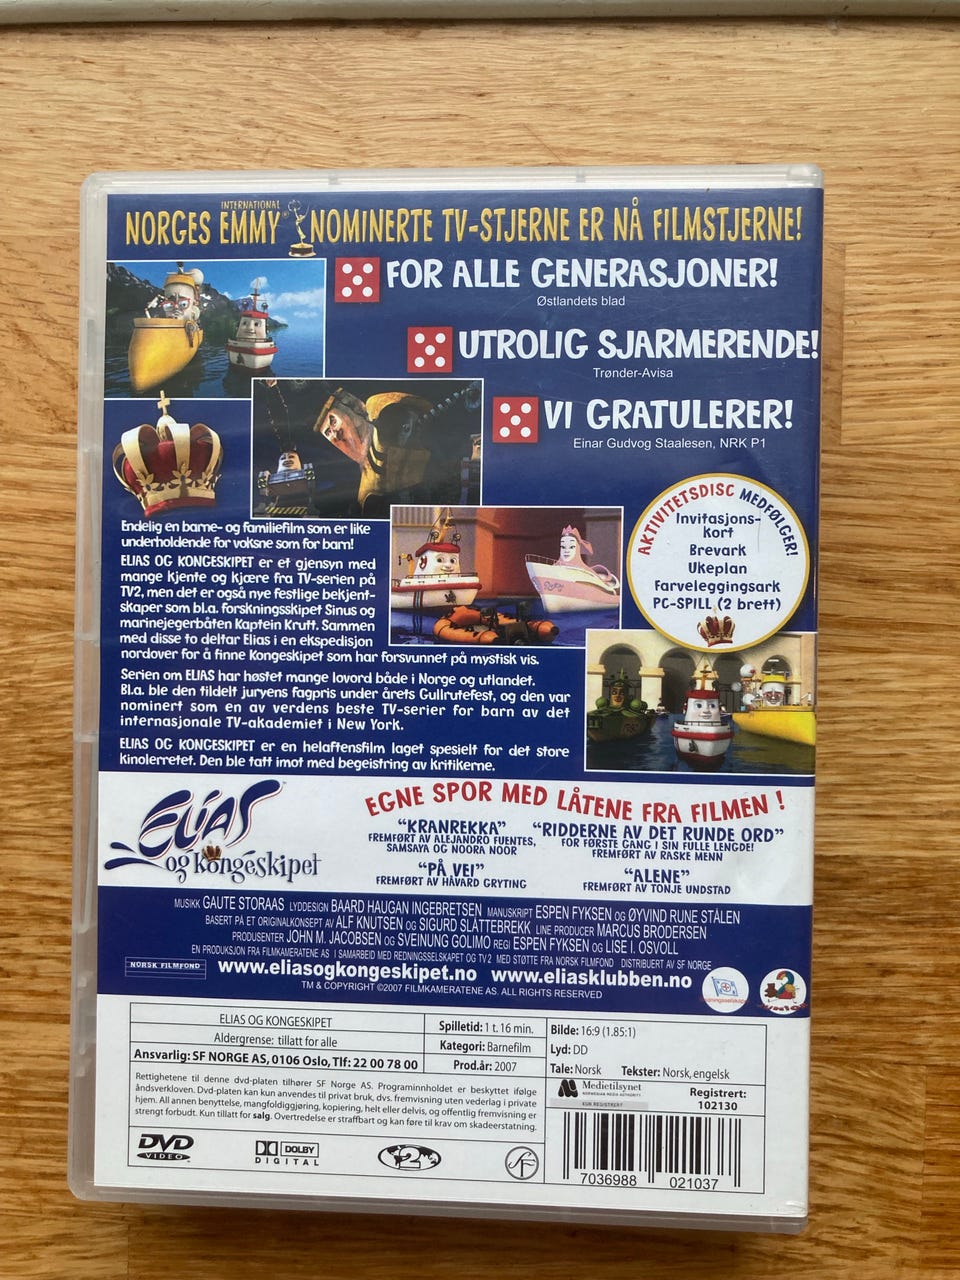 INTERNATIONAL
NORGES EMMY® NOMINERTE TV-STJERNE ER NÅ FILMSTJERNE!
FOR ALLE GENERASJONER!
Østlandets blad
UTROLIG SJARMERENDE!
Trønder-Avisa
VI GRATULERER!
Einar Gudvog Staalesen, NRK P1
AKTIVITETSDISC MEDFØLGER!
Invitasjons-
kort
Brevark
Ukeplan
Farveleggingsark
PC-SPILL (2 brett)
Endelig en barne- og familiefilm som er like
underholdende for voksne som for barn!
ELIAS OG KONGESKIPET er et gjensyn med
mange kjente og kjære fra TV-serien på
TV2, men det er også nye festlige bekjent-
skaper som bl.a. forskningsskipet Sinus og
marinejegerbåten Kaptein Krutt. Sammen
med disse to deltar Elias i en ekspedisjon
nordover for å finne Kongeskipet som har forsvunnet på mystisk vis.
Serien om ELIAS har høstet mange lovord både i Norge og utlandet.
Bl.a. ble den tildelt juryens fagpris under årets Gullrutefest, og den var
nominert som en av verdens beste TV-serier for barn av det
internasjonale TV-akademiet i New York.
ELIAS OG KONGESKIPET er en helaftensfilm laget spesielt for det store
kinolerretet. Den ble tatt imot med begeistring av kritikerne.
ELIAS
og kongeskipet
EGNE SPOR MED LÅTENE FRA FILMEN !
"KRANREKKA"
FREMFØRT AV ALEJANDRO FUENTES,
SAMSAYA OG NOORA NOOR
"RIDDERNE AV DET RUNDE ORD"
FOR FØRSTE GANG I SIN FULLE LENGDE!
FREMFØRT AV RASKE MENN
"PÅ VEI"
FREMFØRT AV HÅVARD GRYTING
"ALENE"
FREMFØRT AV TONJE UNDSTAD
MUSIKK GAUTE STORAAS LYDDESIGN BAARD HAUGAN INGEBRETSEN MANUSKRIPT ESPEN FYKSEN OG ØYVIND RUNE STÅLEN
BASERT PÅ ET ORIGINALKONSEPT AV ALF KNUTSEN OG SIGURD SLÅTTEBREKK LINE PRODUCER MARCUS BRODERSEN
PRODUSENTER JOHN M. JACOBSEN OG SVEINUNG GOLIMO REGI ESPEN FYKSEN OG LISE I. OSVOLL
EN PRODUKSJON FRA FILMKAMERATENE AS I SAMARBEID MED REDNINGSSELSKAPET OG TV2 MED STØTTE FRA NORSK FILMFOND DISTRIBUERT AV SF NORGE
NORSK FILMFOND
www.eliasogkongeskipet.no www.eliasklubben.no
TM & COPYRIGHT ©2007 FILMKAMERATENE AS. ALL RIGHTS RESERVED
ELIAS OG KONGESKIPET
Aldergrense: tillatt for alle
Ansvarlig: SF NORGE AS, 0106 Oslo, Tlf: 22 00 78 00
Spilletid: 1 t. 16 min.
Kategori: Barnefilm
Prod.år: 2007
Bilde: 16:9 (1.85:1)
Lyd: DD
Tale: Norsk Tekster: Norsk, engelsk
Rettighetene til denne dvd-platen tilhører SF Norge AS. Programinnholdet er beskyttet ifølge
åndsverkloven. Dvd-platen kan kun anvendes til privat bruk, dvs. fremvisning uten vederlag i private
hjem. All annen benyttelse, mangfoldiggjøring, kopiering, helt eller delvis, og offentlig fremvisning er
strengt forbudt. Kun tillatt for salg. Overtredelse er straffbart og kan føre til krav om skadeerstatning.
Medietilsynet
NORWEGIAN MEDIA AUTHORITY
KUN REGISTRERT
Registrert:
102130
DVD
VIDEO
DOLBY
DIGITAL
2
SF
7036988 021037